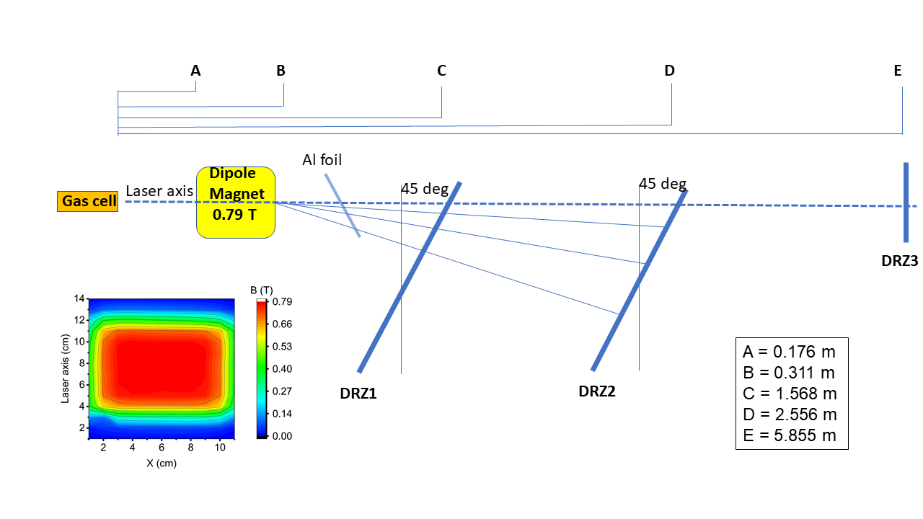 A B C D E
Al foil
Laser axis
Dipole
Magnet
0.79 T
Gas cell
45 deg
45 deg
DRZ3
DRZ1
DRZ2
B (T)
14
12
10
8
6
4
2
Laser axis (cm)
2 4 6 8 10
X (cm)
0.79
0.66
0.53
0.40
0.27
0.14
0.00
A = 0.176 m
B = 0.311 m
C = 1.568 m
D = 2.556 m
E = 5.855 m